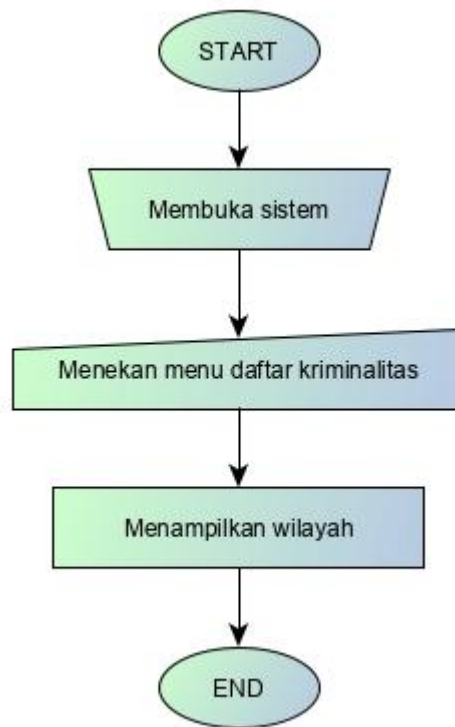 START
Membuka sistem
Menekan menu daftar kriminalitas
Menampilkan wilayah
END